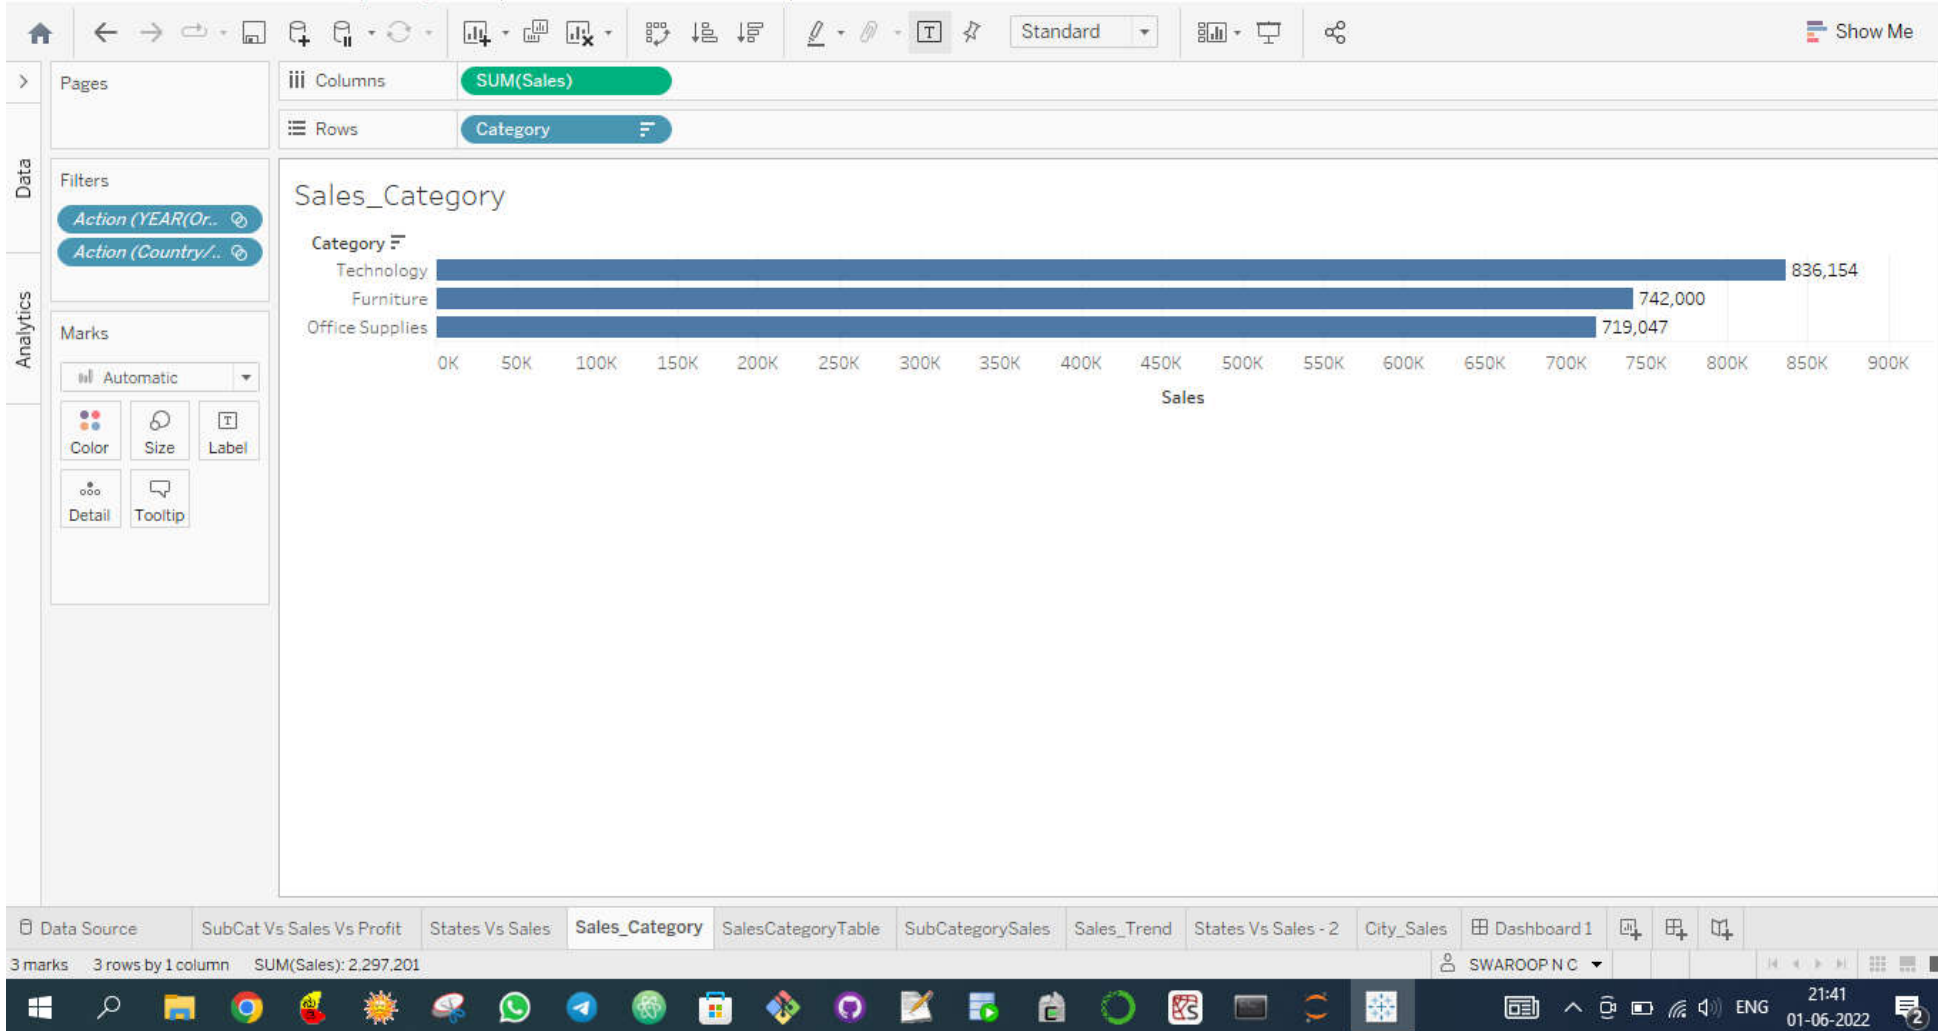 Standard
Show Me
Pages
Columns
SUM(Sales)
Rows
Category
Data
Analytics
Filters
Action (YEAR(Or..
Action (Country/..
Marks
Automatic
Color
Size
Label
Detail
Tooltip
Sales_Category
Category
Technology
836,154
Furniture
742,000
Office Supplies
719,047
0K 50K 100K 150K 200K 250K 300K 350K 400K 450K 500K 550K 600K 650K 700K 750K 800K 850K 900K
Sales
Data Source SubCat Vs Sales Vs Profit States Vs Sales Sales_Category SalesCategoryTable SubCategorySales Sales_Trend States Vs Sales - 2 City_Sales Dashboard 1
3 marks 3 rows by 1 column SUM(Sales): 2,297,201 SWAROOP N C
ENG
21:41
01-06-2022
2